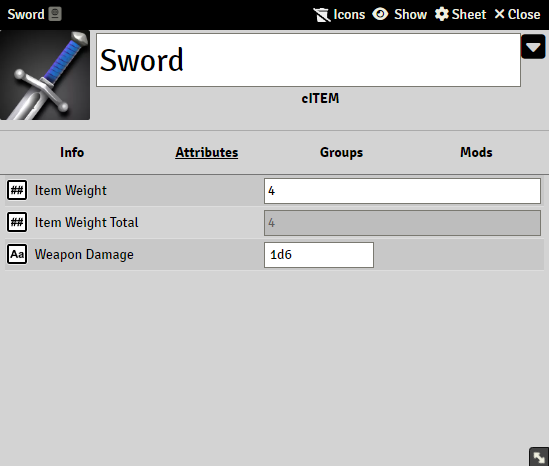 Sword Icons Show Sheet Close
Sword
cITEM
Info Attributes Groups Mods
## Item Weight 4
## Item Weight Total 4
Aa Weapon Damage 1d6